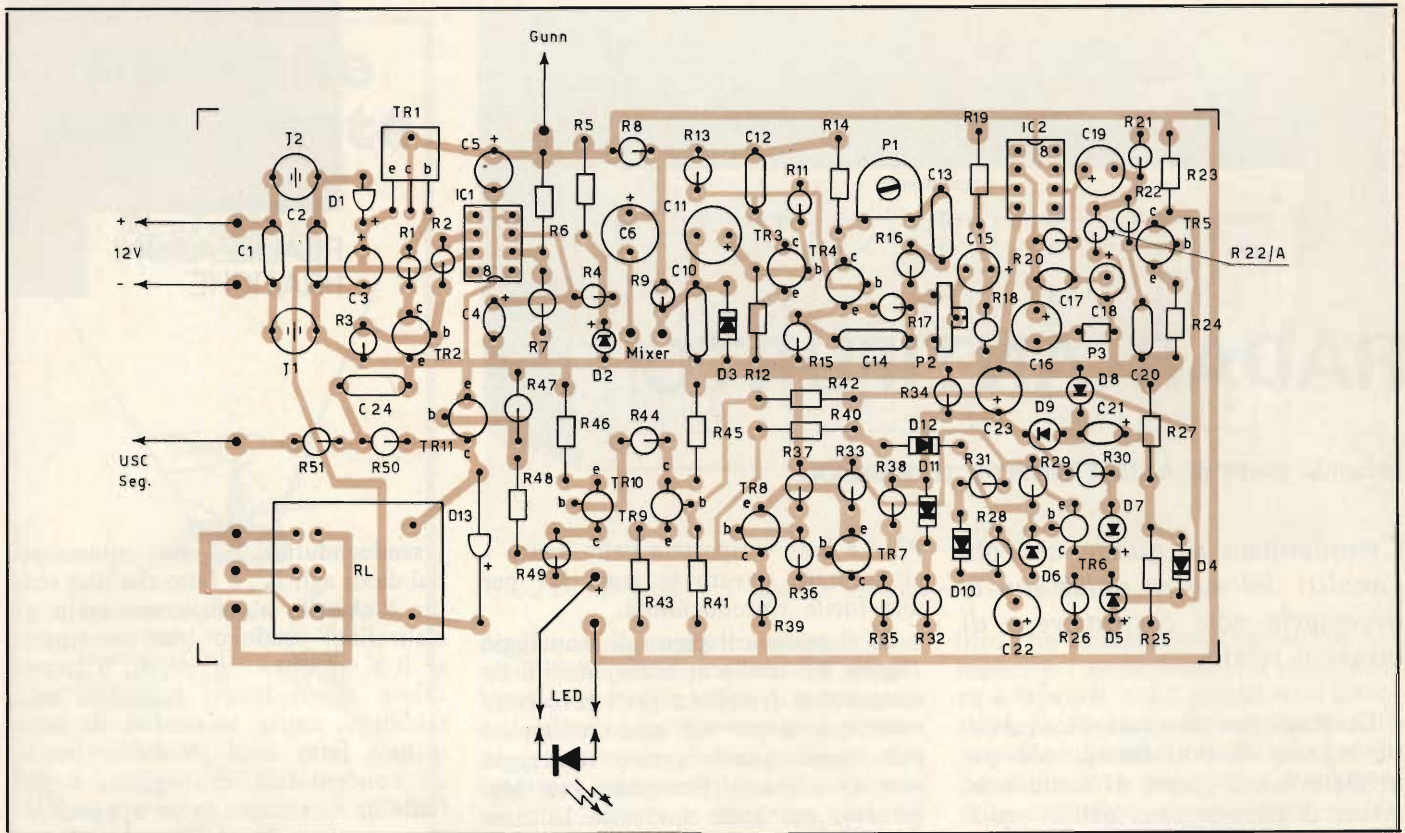 Gunn
J2 TR1 C5 R5 R8 R13 C12 R14 R19 IC2 C19 R21
+ - 8 +
D1 e c b IC1 R11 P1 C13 R22 R23
C1 C2 + R1 R2 R6 C6 + C11 TR3 c R16 C15 c TR5
+ TR4 b b
12V
- C3 c 8 R4 R9 C10 e e R20 C17 e R22/A
R3 b C4 + R7 + R17 R18 C16 C18 R24
TR2 D2 Mixer D3 R12 R15 C14 P2 P3 C20
J1 e
C24 e R47 R46 R44 R45 R42 R34 D8
b R40 C23 D9 C21 + R27
USC
Seg.
R51 R50 TR11 c R48 D12 R31 R29 R30
R37 R33 R38 D11
D13 TR10 e c TR8 e D7
b b b R28 b e
RL TR9 c e c TR7 D10 D6 TR6 D4
R49 R36 c +
+ R43 R41 R39 R35 R32 C22 R26 D5 R25
LED